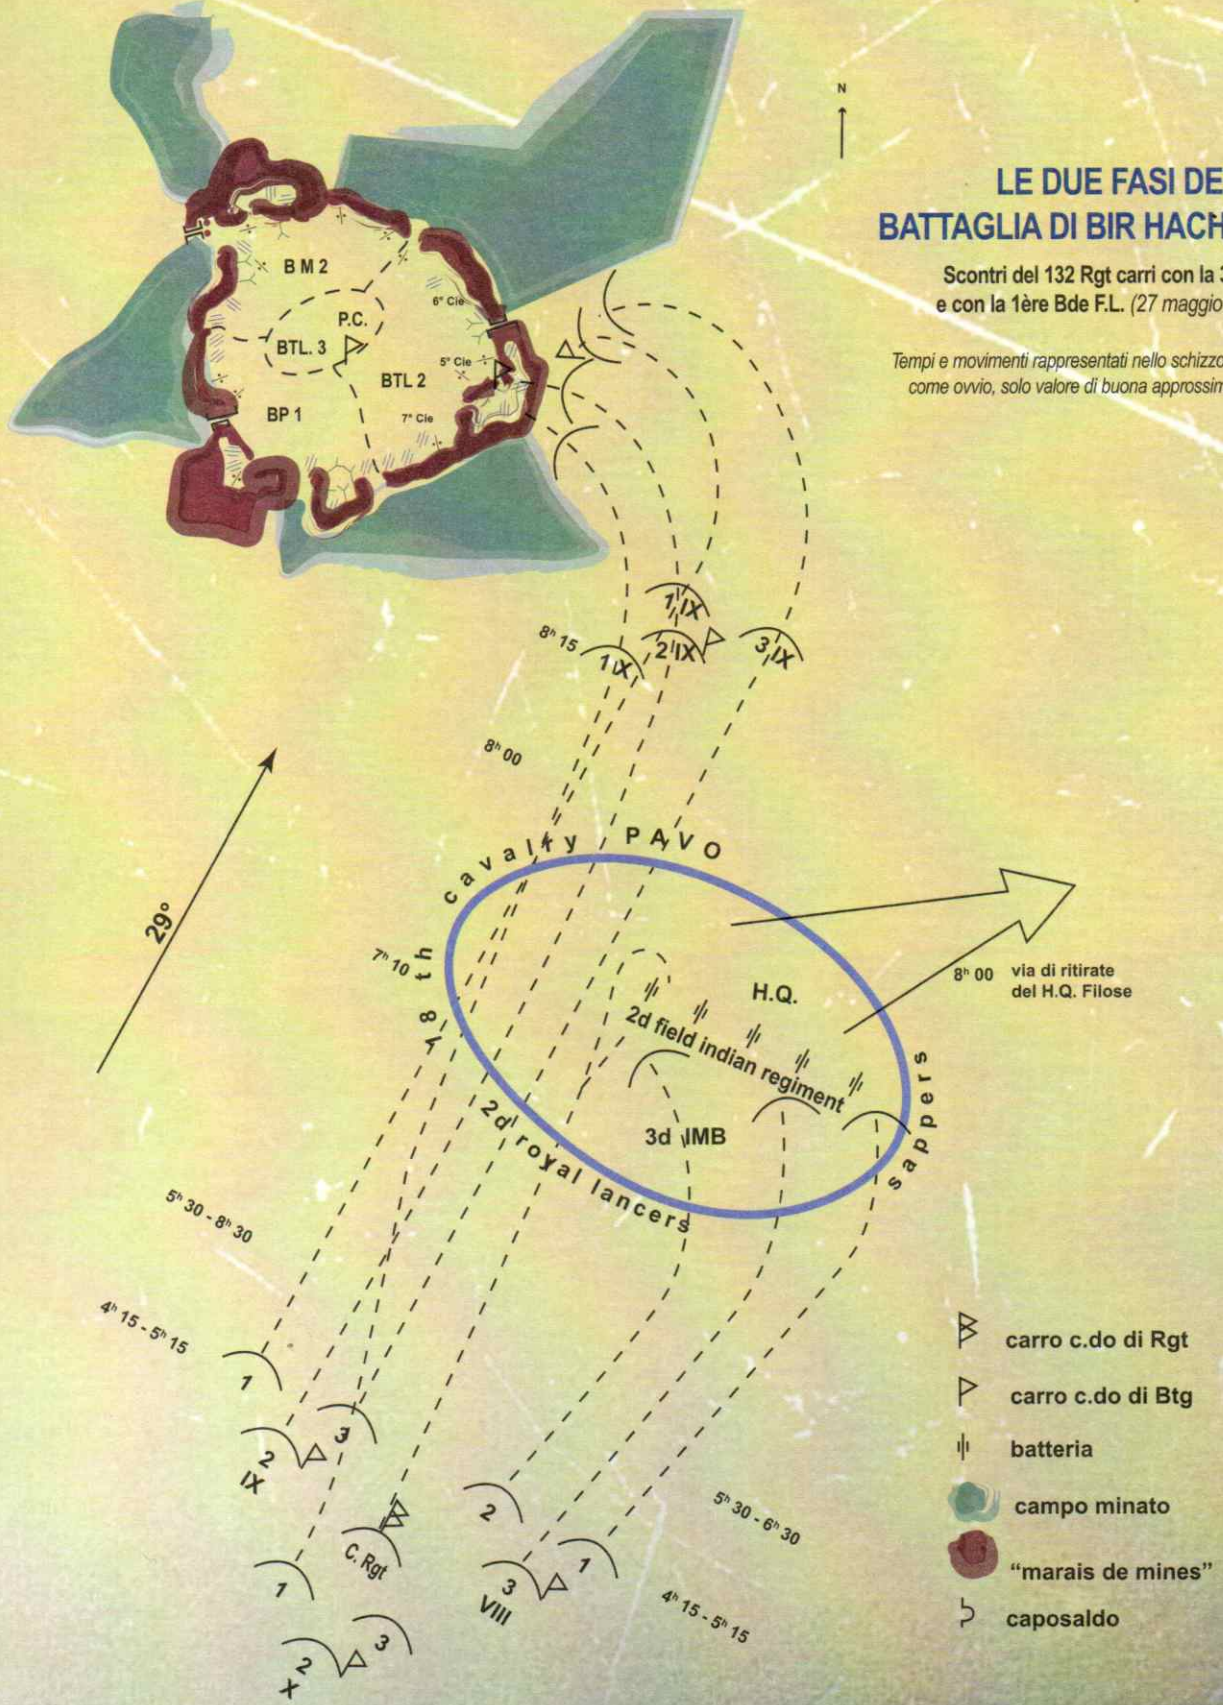 N
LE DUE FASI DE
BATTAGLIA DI BIR HACH
Scontri del 132 Rgt carri con la 3
e con la 1ère Bde F.L. (27 maggio
Tempi e movimenti rappresentati nello schizzo
come ovvio, solo valore di buona approssim
B M 2
6ª Cie
P.C.
BTL. 3
5ª Cie
BTL 2
BP 1
7ª Cie
1 IX
8ʰ 15
1 IX
2 IX
3 IX
8ʰ 00
29°
18th cavalry PAVO
7ʰ 10
H.Q.
8ʰ 00 via di ritirate
del H.Q. Filose
2d field indian regiment
3d IMB
2d royal lancers
sappers
5ʰ 30 - 8ʰ 30
4ʰ 15 - 5ʰ 15
1
2
3
IX
C. Rgt
1
2
3
X
2
3
1
VIII
5ʰ 30 - 6ʰ 30
4ʰ 15 - 5ʰ 15
carro c.do di Rgt
carro c.do di Btg
batteria
campo minato
"marais de mines"
caposaldo